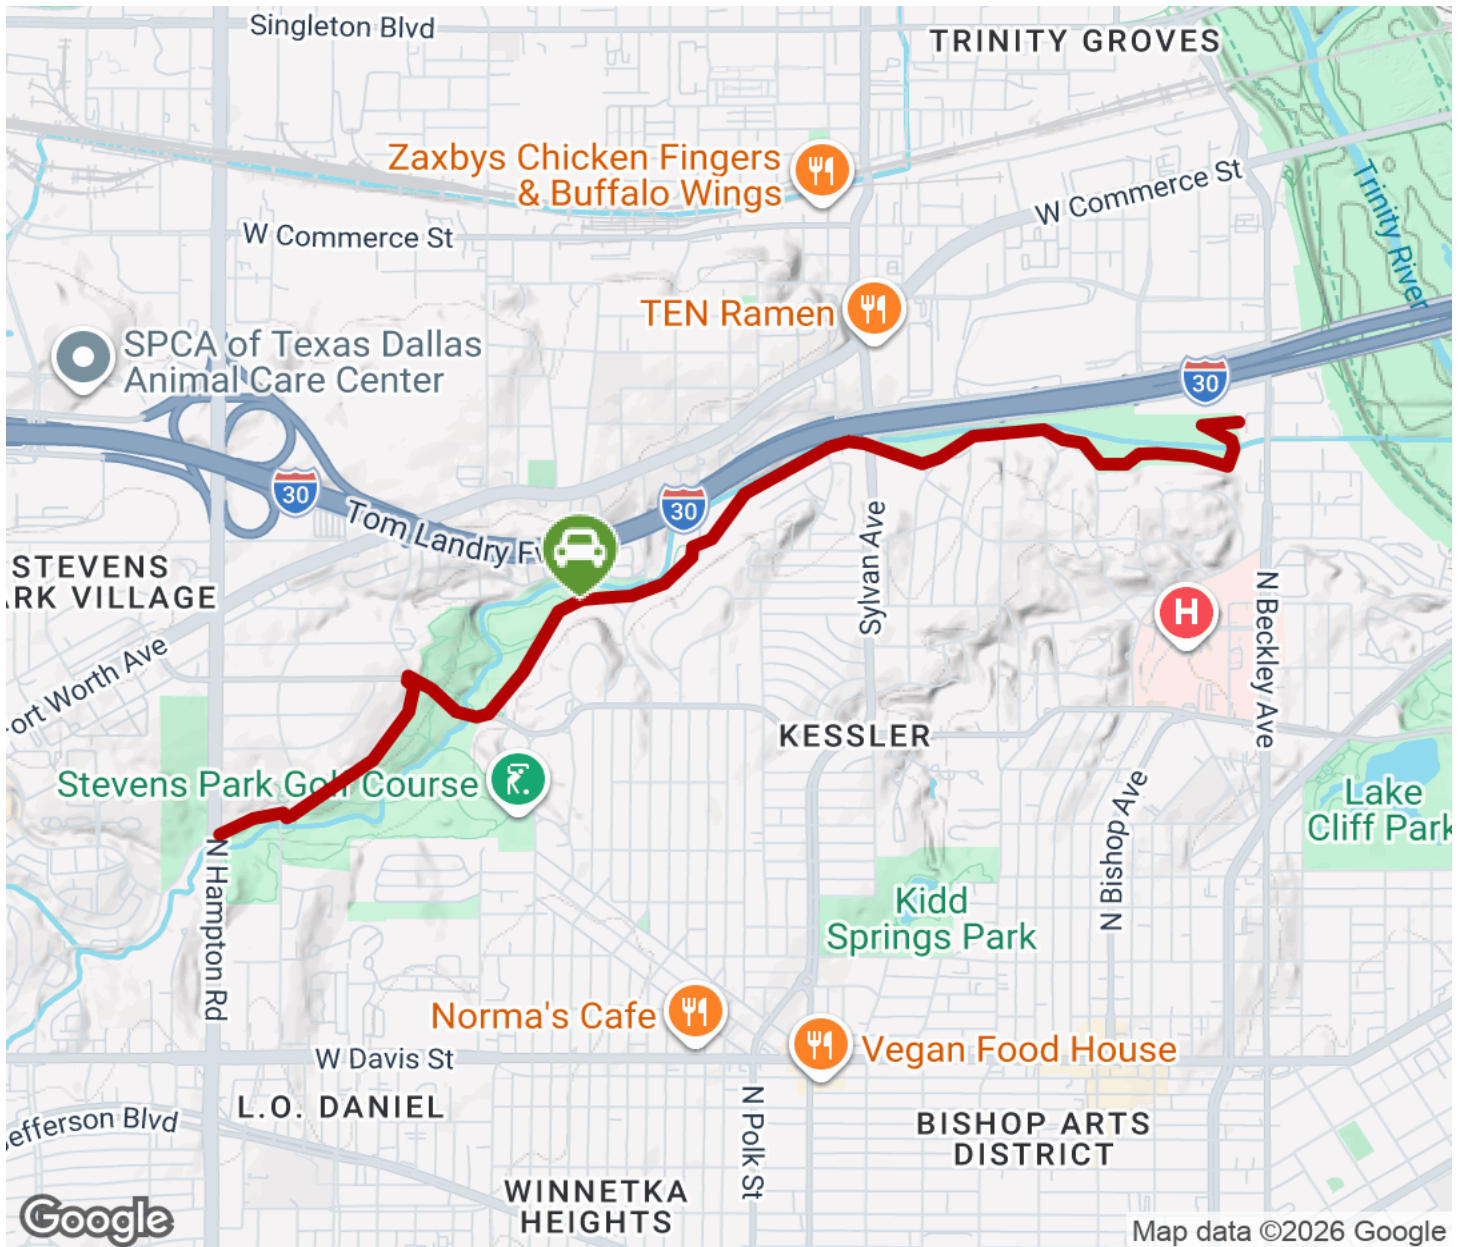 Singleton Blvd
TRINITY GROVES
Zaxbys Chicken Fingers
& Buffalo Wings
W Commerce St
W Commerce St
Trinity River
TEN Ramen
SPCA of Texas Dallas
Animal Care Center
30
30
30
Tom Landry Fw
STEVENS
ARK VILLAGE
Sylvan Ave
H
N Beckley Ave
ort Worth Ave
KESSLER
Stevens Park Golf Course
Lake
Cliff Park
N Bishop Ave
N Hampton Rd
Kidd
Springs Park
Norma's Cafe
Vegan Food House
W Davis St
L.O. DANIEL
efferson Blvd
N Polk St
BISHOP ARTS
DISTRICT
WINNETKA
HEIGHTS
Google
Map data ©2026 Google